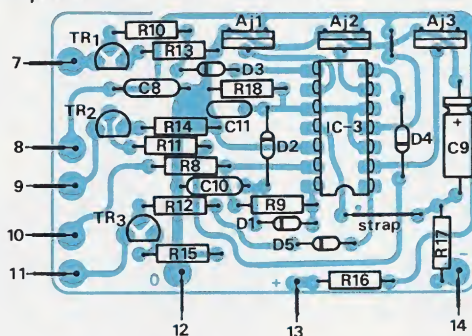 R10 Aj1 Aj2 Aj3
TR1 R13
7 D3
C8 R18
TR2 C11 IC-3 D4 + C9
R14 D2
8 R11
R8
9 C10
R12 R9
TR3 D1 strap
10 D5 R17
R15
11 0 + R16 -
12 13 14